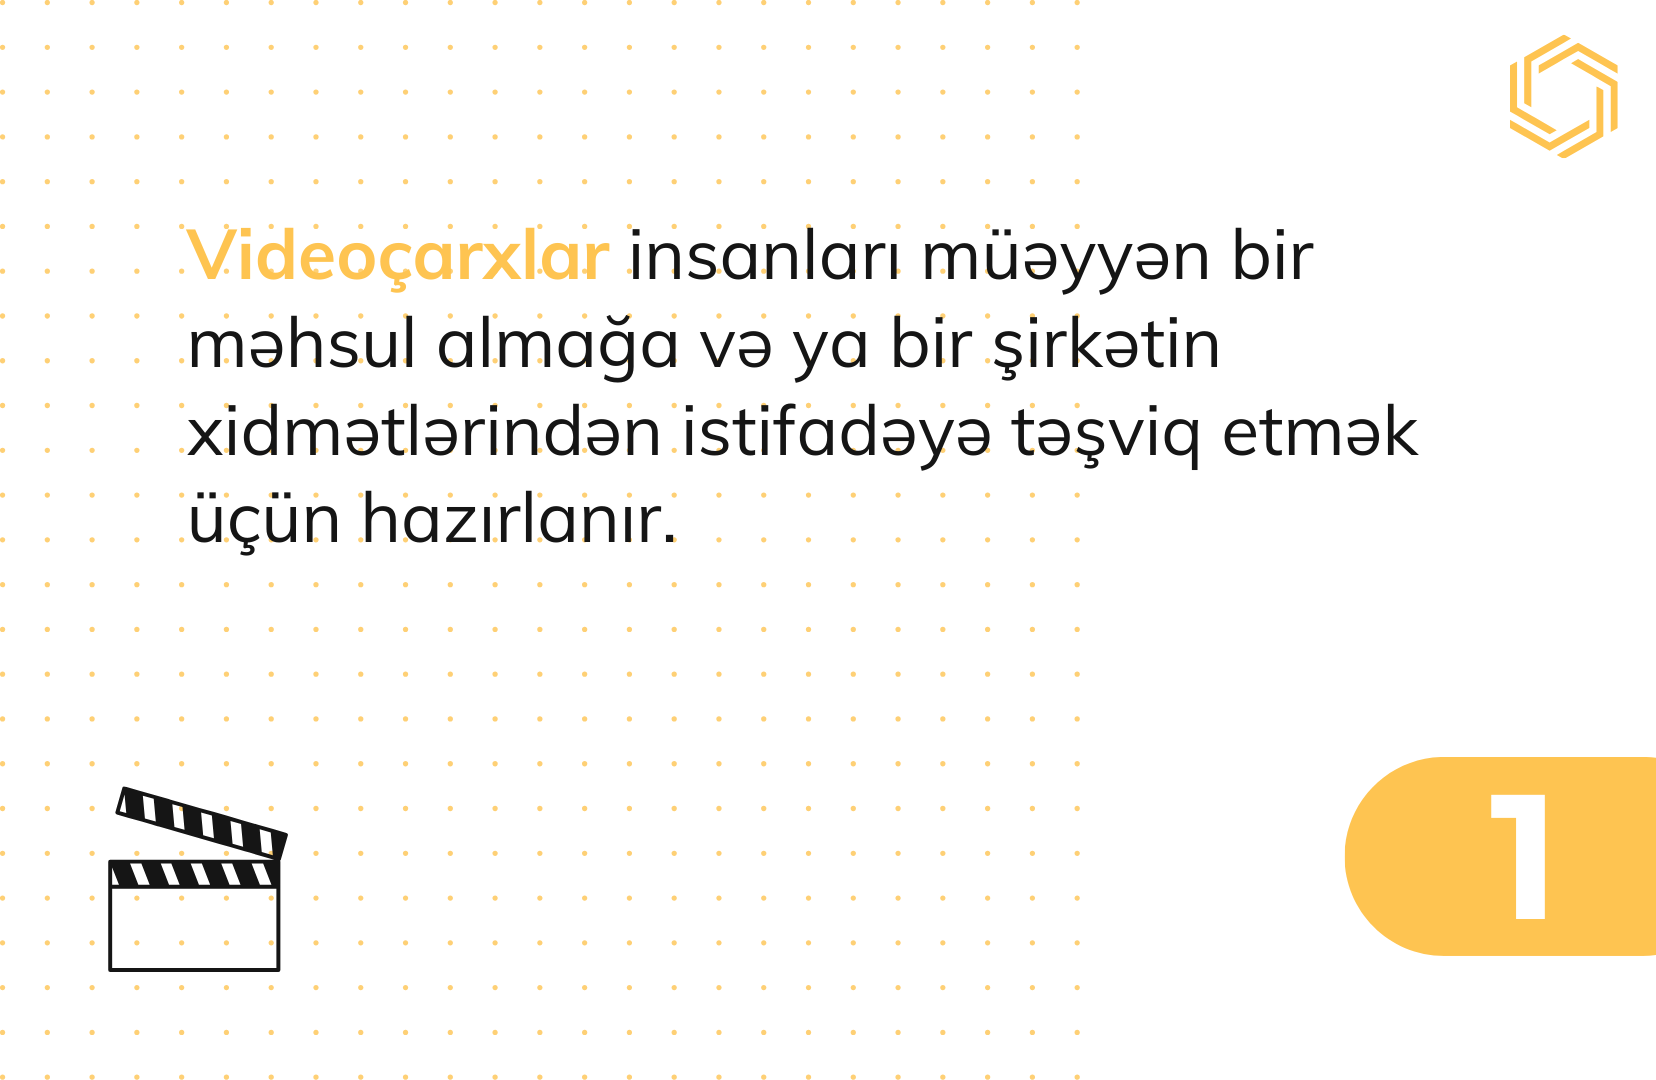 Videoçarxlar insanları müəyyən bir
məhsul almağa və ya bir şirkətin
xidmətlərindən istifadəyə təşviq etmək
üçün hazırlanır.
1